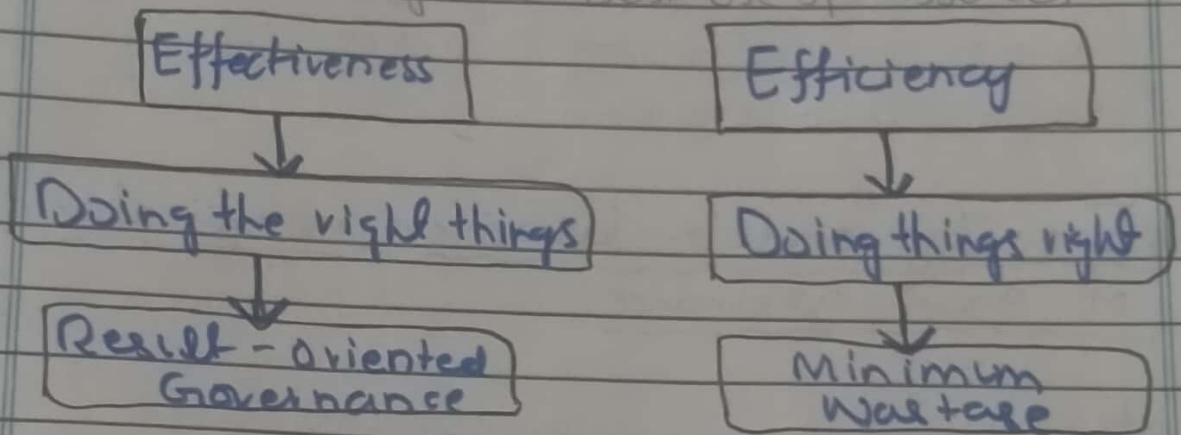 Effectiveness
Efficiency
Doing the right things
Doing things right
Result - oriented
Governance
Minimum
Wastage